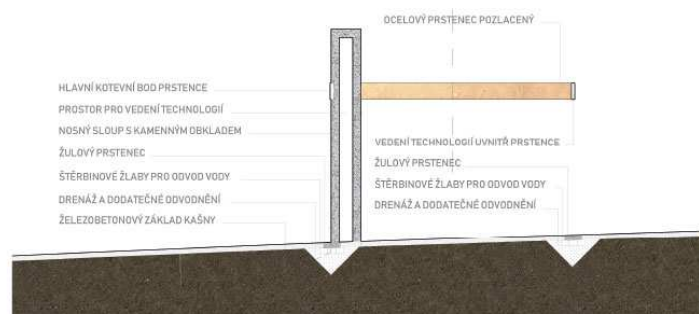 OCELOVÝ PRSTENEC POZLACENÝ
HLAVNÍ KOTEVNÍ BOD PRSTENCE
PROSTOR PRO VEDENÍ TECHNOLOGIÍ
NOSNÝ SLOUP S KAMENNÝM OBKLADEM
ŽULOVÝ PRSTENEC
ŠTĚRBINOVÉ ŽLABY PRO ODVOD VODY
DRENÁŽ A DODATEČNÉ ODVODNĚNÍ
ŽELEZOBETONOVÝ ZÁKLAD KAŠNY
VEDENÍ TECHNOLOGIÍ UVNITŘ PRSTENCE
ŽULOVÝ PRSTENEC
ŠTĚRBINOVÉ ŽLABY PRO ODVOD VODY
DRENÁŽ A DODATEČNÉ ODVODNĚNÍ